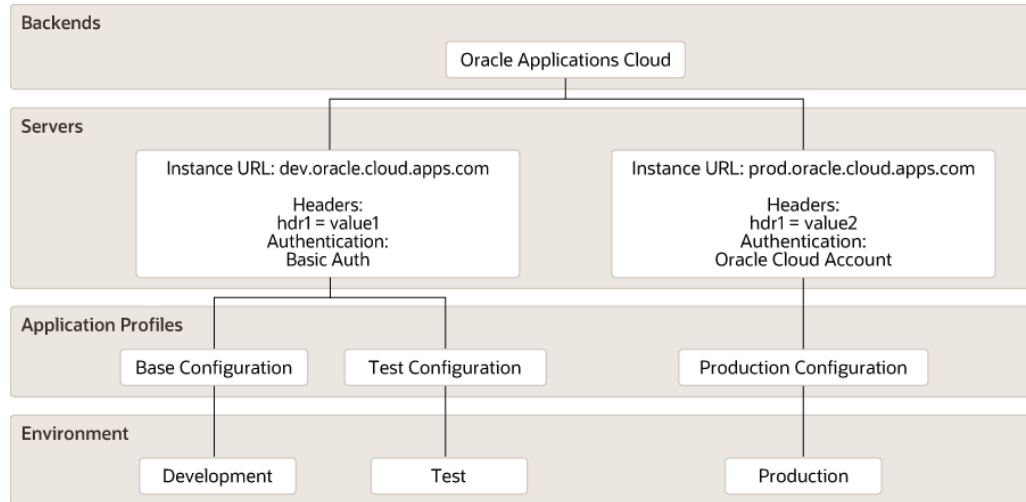 Backends
Oracle Applications Cloud
Servers
Instance URL: dev.oracle.cloud.apps.com
Headers:
hdr1 = value1
Authentication:
Basic Auth
Instance URL: prod.oracle.cloud.apps.com
Headers:
hdr1 = value2
Authentication:
Oracle Cloud Account
Application Profiles
Base Configuration
Test Configuration
Production Configuration
Environment
Development
Test
Production